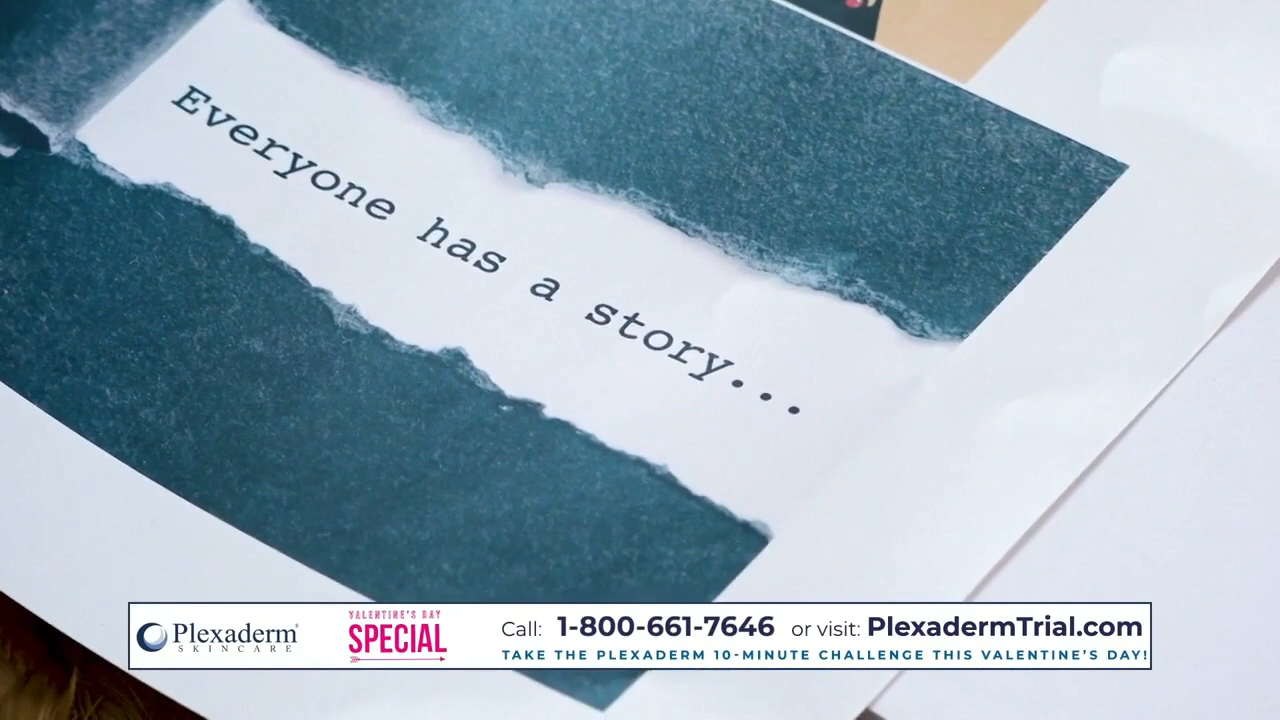 Everyone has a story...
Plexaderm®
SKINCARE
VALENTINE'S DAY
SPECIAL
Call: 1-800-661-7646 or visit: PlexadermTrial.com
TAKE THE PLEXADERM 10-MINUTE CHALLENGE THIS VALENTINE'S DAY!